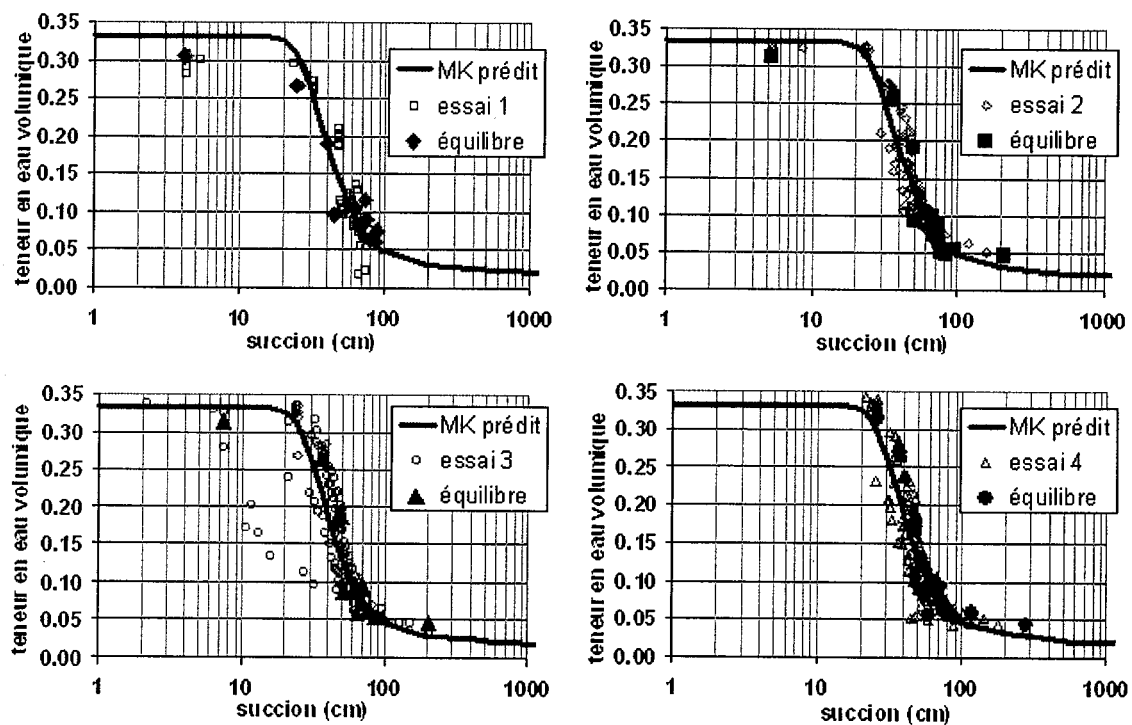 teneur en eau volumique
0.35
0.30
0.25
0.20
0.15
0.10
0.05
0.00
MK prédit
essai 1
équilibre
1 10 100 1000
succion (cm)
teneur en eau volumique
0.35
0.30
0.25
0.20
0.15
0.10
0.05
0.00
MK prédit
essai 2
équilibre
1 10 100 1000
succion (cm)
teneur en eau volumique
0.35
0.30
0.25
0.20
0.15
0.10
0.05
0.00
MK prédit
essai 3
équilibre
1 10 100 1000
succion (cm)
teneur en eau volumique
0.35
0.30
0.25
0.20
0.15
0.10
0.05
0.00
MK prédit
essai 4
équilibre
1 10 100 1000
succion (cm)